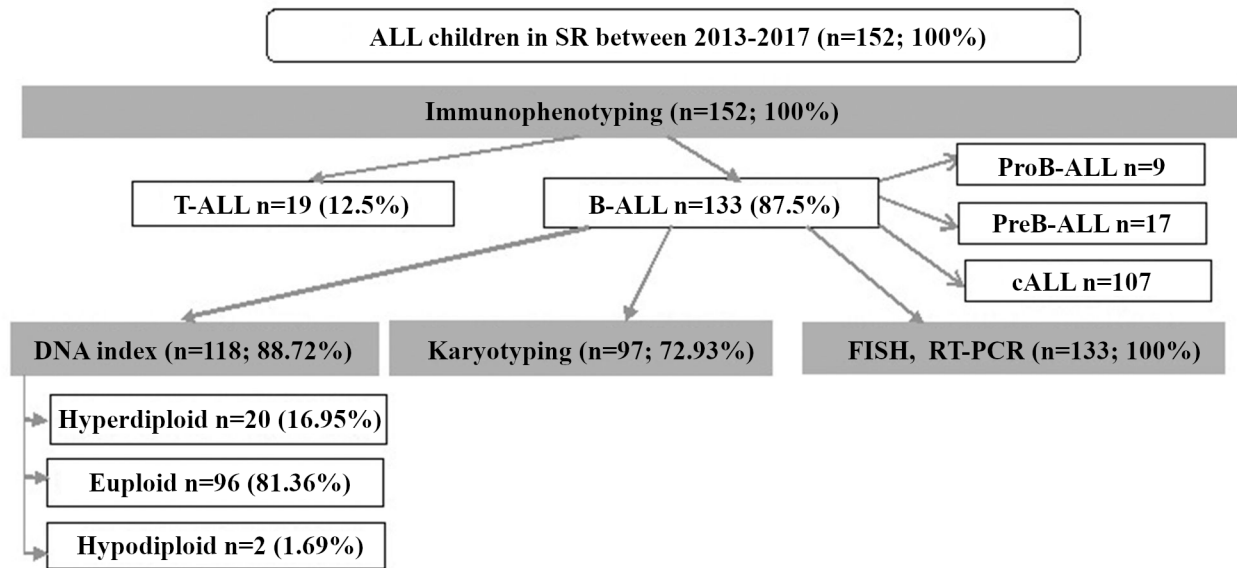 ALL children in SR between 2013-2017 (n=152; 100%)
Immunophenotyping (n=152; 100%)
T-ALL n=19 (12.5%)
B-ALL n=133 (87.5%)
ProB-ALL n=9
PreB-ALL n=17
cALL n=107
DNA index (n=118; 88.72%)
Karyotyping (n=97; 72.93%)
FISH, RT-PCR (n=133; 100%)
Hyperdiploid n=20 (16.95%)
Euploid n=96 (81.36%)
Hypodiploid n=2 (1.69%)